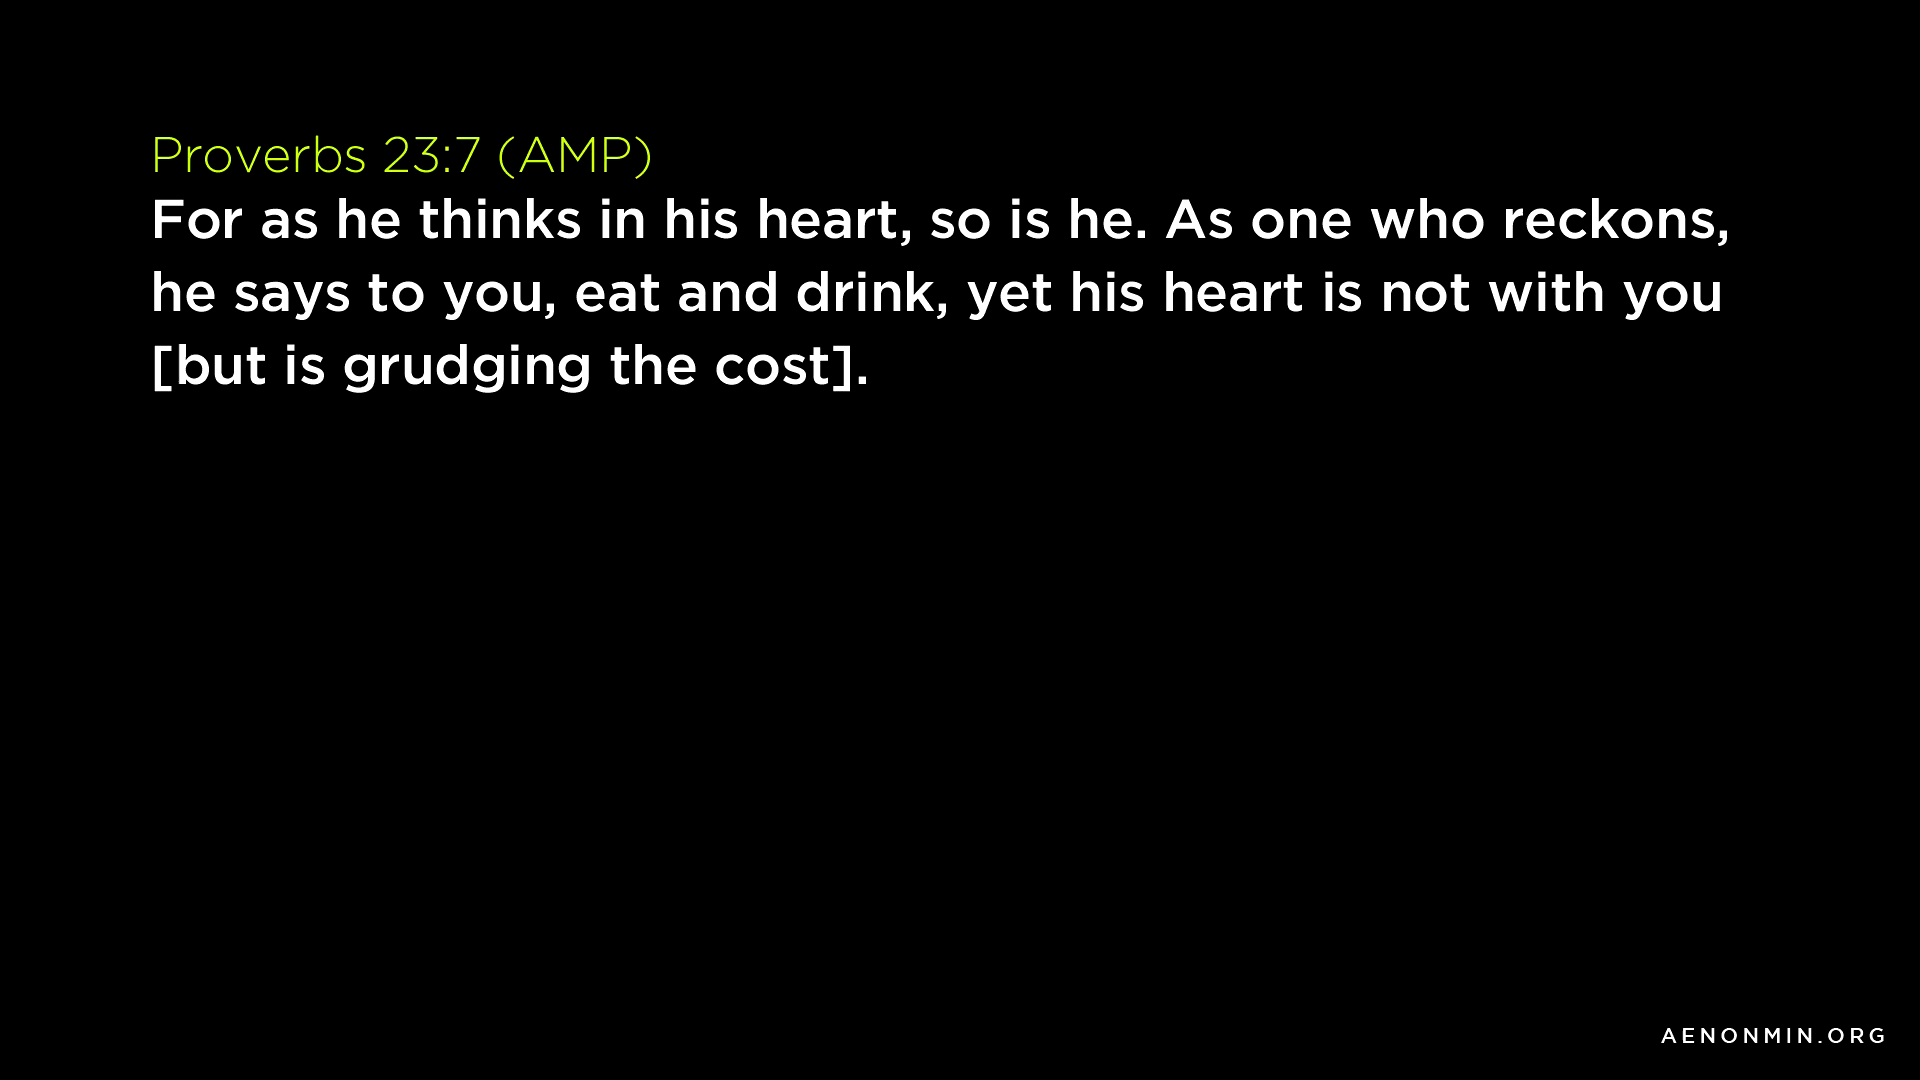 Proverbs 23:7 (AMP)
For as he thinks in his heart, so is he. As one who reckons,
he says to you, eat and drink, yet his heart is not with you
[but is grudging the cost].
AENONMIN.ORG